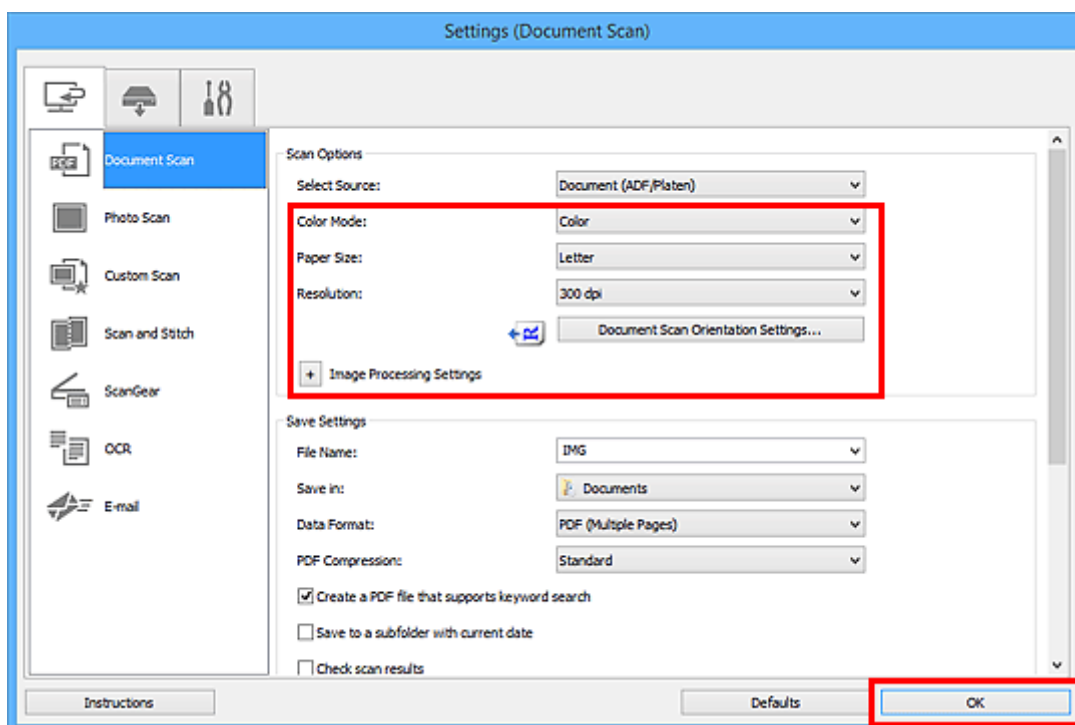 Settings (Document Scan)
PDF
Document Scan
Photo Scan
Custom Scan
Scan and Stitch
ScanGear
OCR
E-mail
Scan Options
Select Source: Document (ADF/Platen)
Color Mode: Color
Paper Size: Letter
Resolution: 300 dpi
R Document Scan Orientation Settings...
+ Image Processing Settings
Save Settings
File Name: IMG
Save in: Documents
Data Format: PDF (Multiple Pages)
PDF Compression: Standard
Create a PDF file that supports keyword search
Save to a subfolder with current date
Check scan results
Instructions Defaults OK